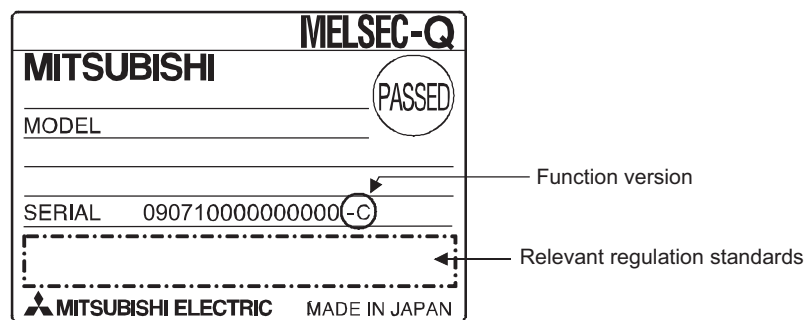 MELSEC-Q
MITSUBISHI
PASSED
MODEL
Function version
SERIAL 090710000000000-C
Relevant regulation standards
MITSUBISHI ELECTRIC MADE IN JAPAN